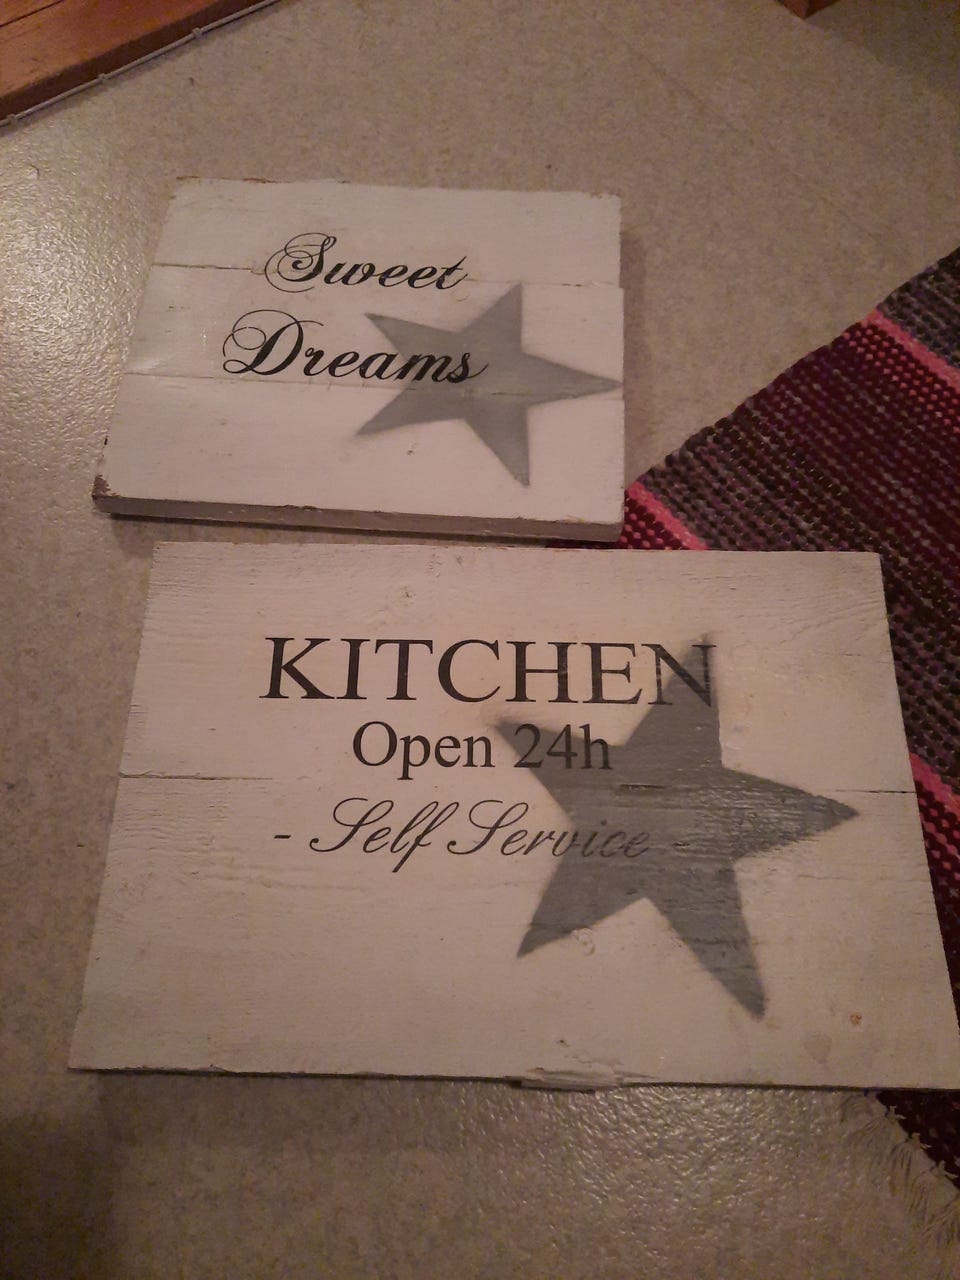 Sweet
Dreams
KITCHEN
Open 24h
- Self Service -